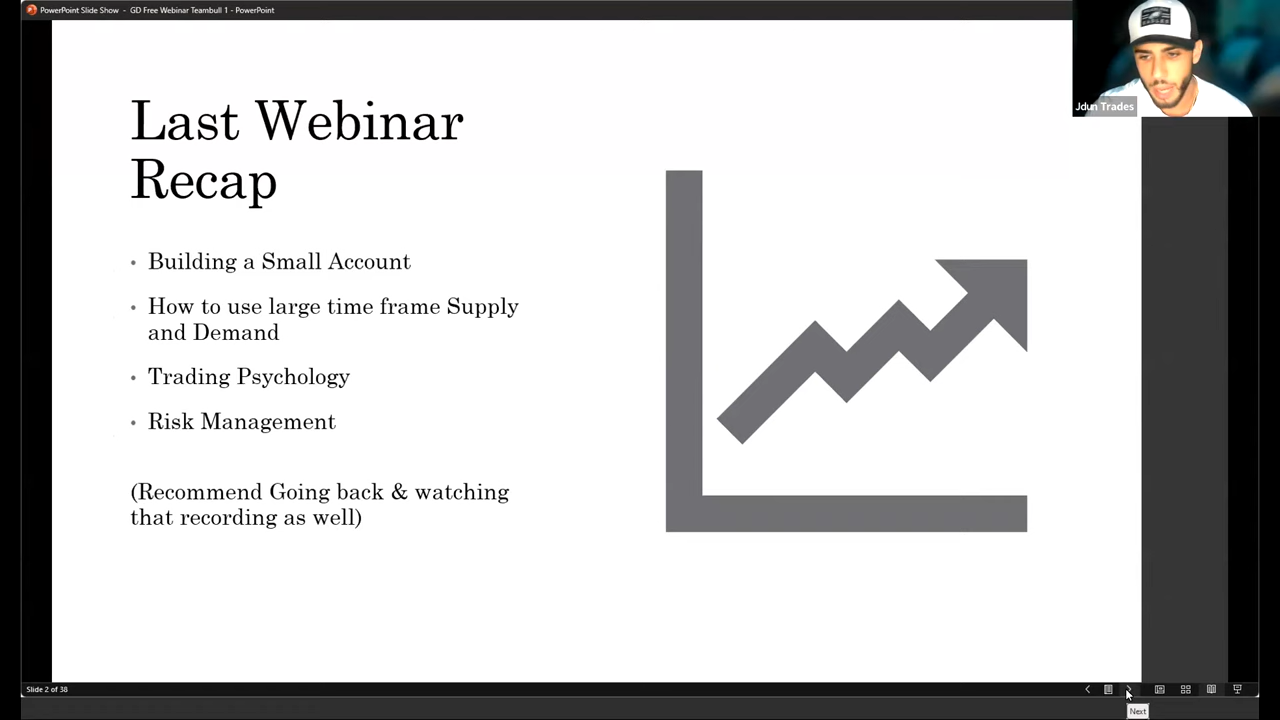 PowerPoint Slide Show - GD Free Webinar Teambull 1 - PowerPoint
Jdun Trades
Last Webinar
Recap
• Building a Small Account
• How to use large time frame Supply
and Demand
• Trading Psychology
• Risk Management
(Recommend Going back & watching
that recording as well)
Slide 2 of 38
Next